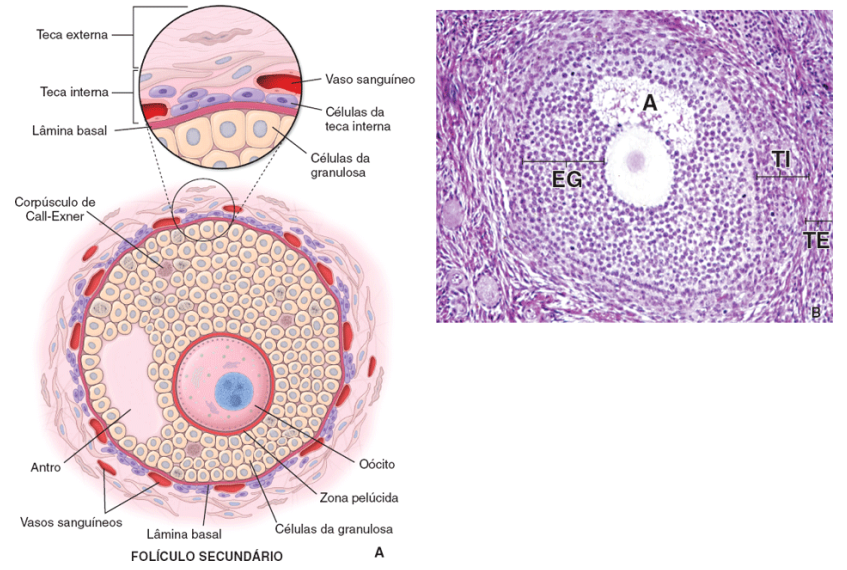 Teca externa
Teca interna
Lâmina basal
Vaso sanguíneo
Células da
teca interna
Células da
granulosa
Corpúsculo de
Call-Exner
Antro
Vasos sanguíneos
Lâmina basal
Células da granulosa
Zona pelúcida
Oócito
FOLÍCULO SECUNDÁRIO
A
A
EG
TI
TE
B